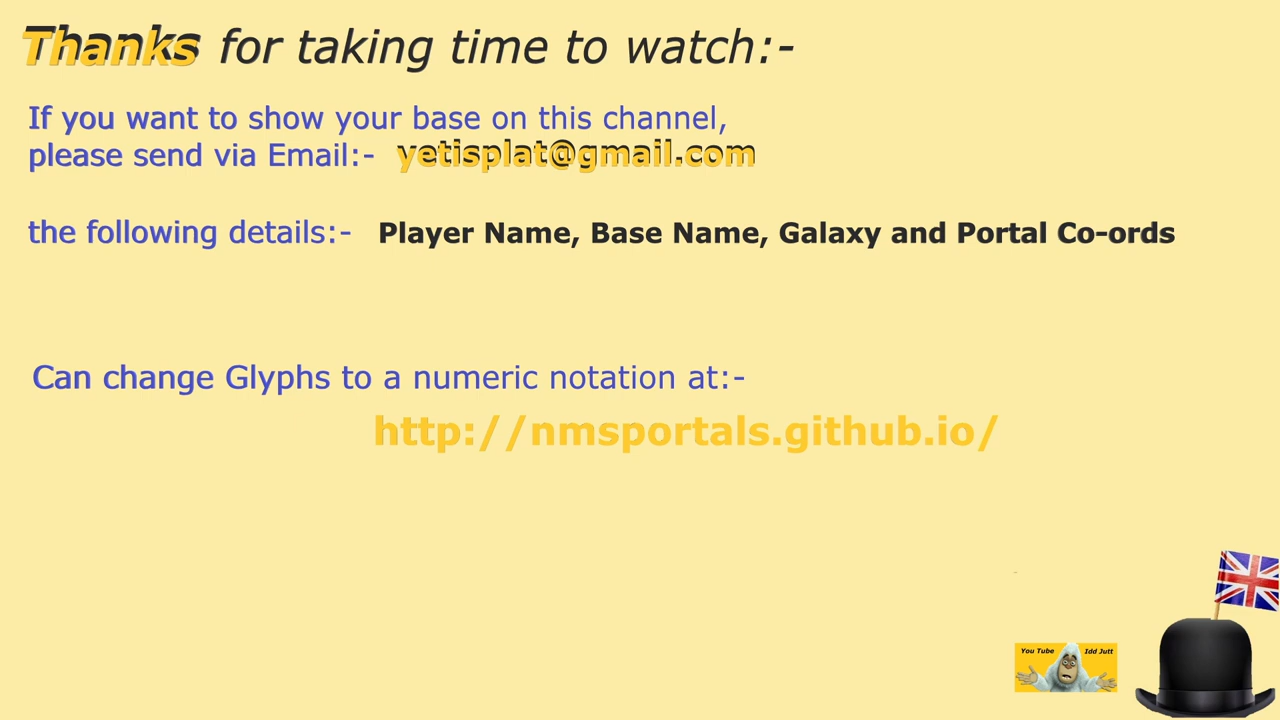 Thanks for taking time to watch:-
If you want to show your base on this channel,
please send via Email:- yetisplat@gmail.com
the following details:- Player Name, Base Name, Galaxy and Portal Co-ords
Can change Glyphs to a numeric notation at:-
http://nmsportals.github.io/
You Tube Idd Jutt